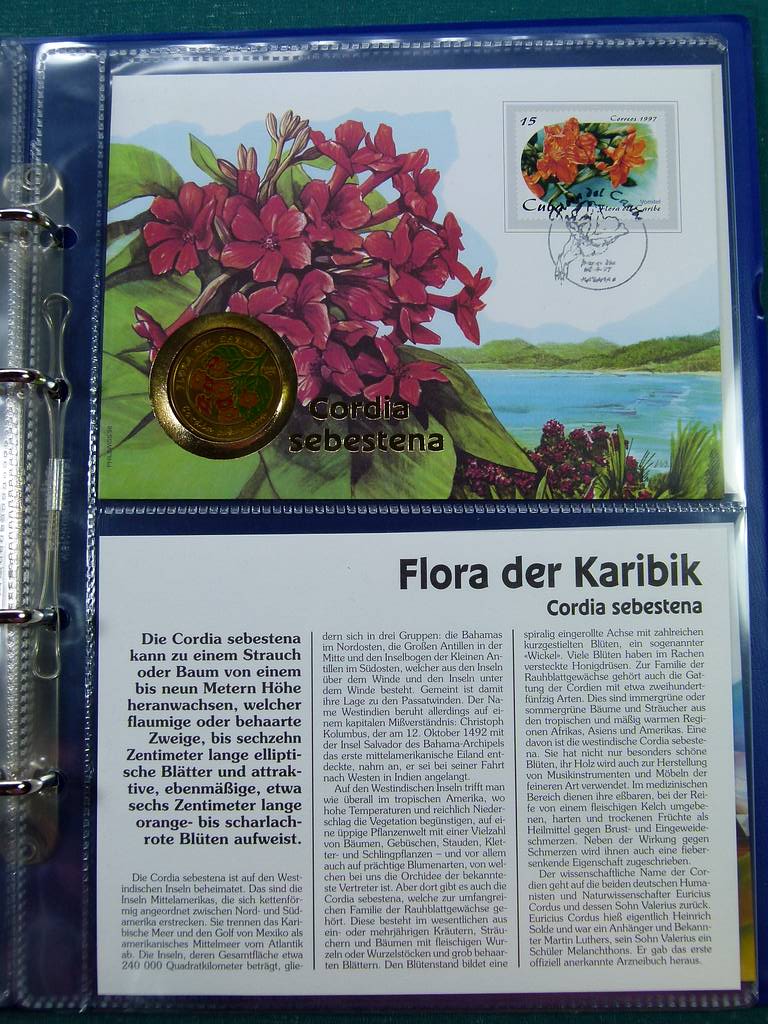 15
Correos 1997
Vomitel
Cuba
Flora del Caribe
FLORA DEL CARIBE
Cordia
sebestena
Flora der Karibik
Cordia sebestena
Die Cordia sebestena
kann zu einem Strauch
oder Baum von einem
bis neun Metern Höhe
heranwachsen, welcher
flaumige oder behaarte
Zweige, bis sechzehn
Zentimeter lange ellipti-
sche Blätter und attrak-
tive, ebenmäßige, etwa
sechs Zentimeter lange
orange- bis scharlach-
rote Blüten aufweist.
Die Cordia sebestena ist auf den West-
indischen Inseln beheimatet. Das sind die
Inseln Mittelamerikas, die sich kettenför-
mig angeordnet zwischen Nord- und Süd-
amerika erstrecken. Sie trennen das Kari-
bische Meer und den Golf von Mexiko als
amerikanisches Mittelmeer vom Atlantik
ab. Die Inseln, deren Gesamtfläche etwa
240 000 Quadratkilometer beträgt, glie-
dern sich in drei Gruppen: die Bahamas
im Nordosten, die Großen Antillen in der
Mitte und den Inselbogen der Kleinen An-
tillen im Südosten, welcher aus den Inseln
über dem Winde und den Inseln unter
dem Winde besteht. Gemeint ist damit
ihre Lage zu den Passatwinden. Der Na-
me Westindien beruht allerdings auf ei-
nem kapitalen Mißverständnis: Christoph
Kolumbus, der am 12. Oktober 1492 mit
der Insel Salvador des Bahama-Archipels
das erste mittelamerikanische Eiland ent-
deckte, nahm an, er sei bei seiner Fahrt
nach Westen in Indien angelangt.
Auf den Westindischen Inseln trifft man
wie überall im tropischen Amerika, wo
hohe Temperaturen und reichlich Nieder-
schlag die Vegetation begünstigen, auf ei-
ne üppige Pflanzenwelt mit einer Vielzahl
von Bäumen, Gebüschen, Stauden, Klet-
ter- und Schlingpflanzen – und vor allem
auch auf prächtige Blumenarten, von wel-
chen bei uns die Orchidee der bekannte-
ste Vertreter ist. Aber dort gibt es auch die
Cordia sebestena, welche zur umfangrei-
chen Familie der Rauhblattgewächse ge-
hört. Diese besteht im wesentlichen aus
ein- oder mehrjährigen Kräutern, Sträu-
chern und Bäumen mit fleischigen Wur-
zeln oder Wurzelstöcken und grob behaar-
ten Blättern. Den Blütenstand bildet eine
spiralig eingerollte Achse mit zahlreichen
kurzgestielten Blüten, ein sogenannter
«Wickel». Viele Blüten haben im Rachen
versteckte Honigdrüsen. Zur Familie der
Rauhblattgewächse gehört auch die Gat-
tung der Cordien mit etwa zweihundert-
fünfzig Arten. Dies sind immergrüne oder
sommergrüne Bäume und Sträucher aus
den tropischen und mäßig warmen Regi-
onen Afrikas, Asiens und Amerikas. Eine
davon ist die westindische Cordia sebeste-
na. Sie hat nicht nur besonders schöne
Blüten, ihr Holz wird auch zur Herstellung
von Musikinstrumenten und Möbeln der
feineren Art verwendet. Im medizinischen
Bereich dienen ihre eßbaren, bei der Rei-
fe von einem fleischigen Kelch umgebe-
nen, harten und trockenen Früchte als
Heilmittel gegen Brust- und Eingeweide-
schmerzen. Neben der Wirkung gegen
Schmerzen wird ihnen auch eine fieber-
senkende Eigenschaft zugeschrieben.
Der wissenschaftliche Name der Cor-
dien geht auf die beiden deutschen Huma-
nisten und Naturwissenschafter Euricius
Cordus und dessen Sohn Valerius zurück.
Euricius Cordus hieß eigentlich Heinrich
Solde und war ein Anhänger und Bekann-
ter Martin Luthers, sein Sohn Valerius ein
Schüler Melanchthons. Er gab das erste
offiziell anerkannte Arzneibuch heraus.